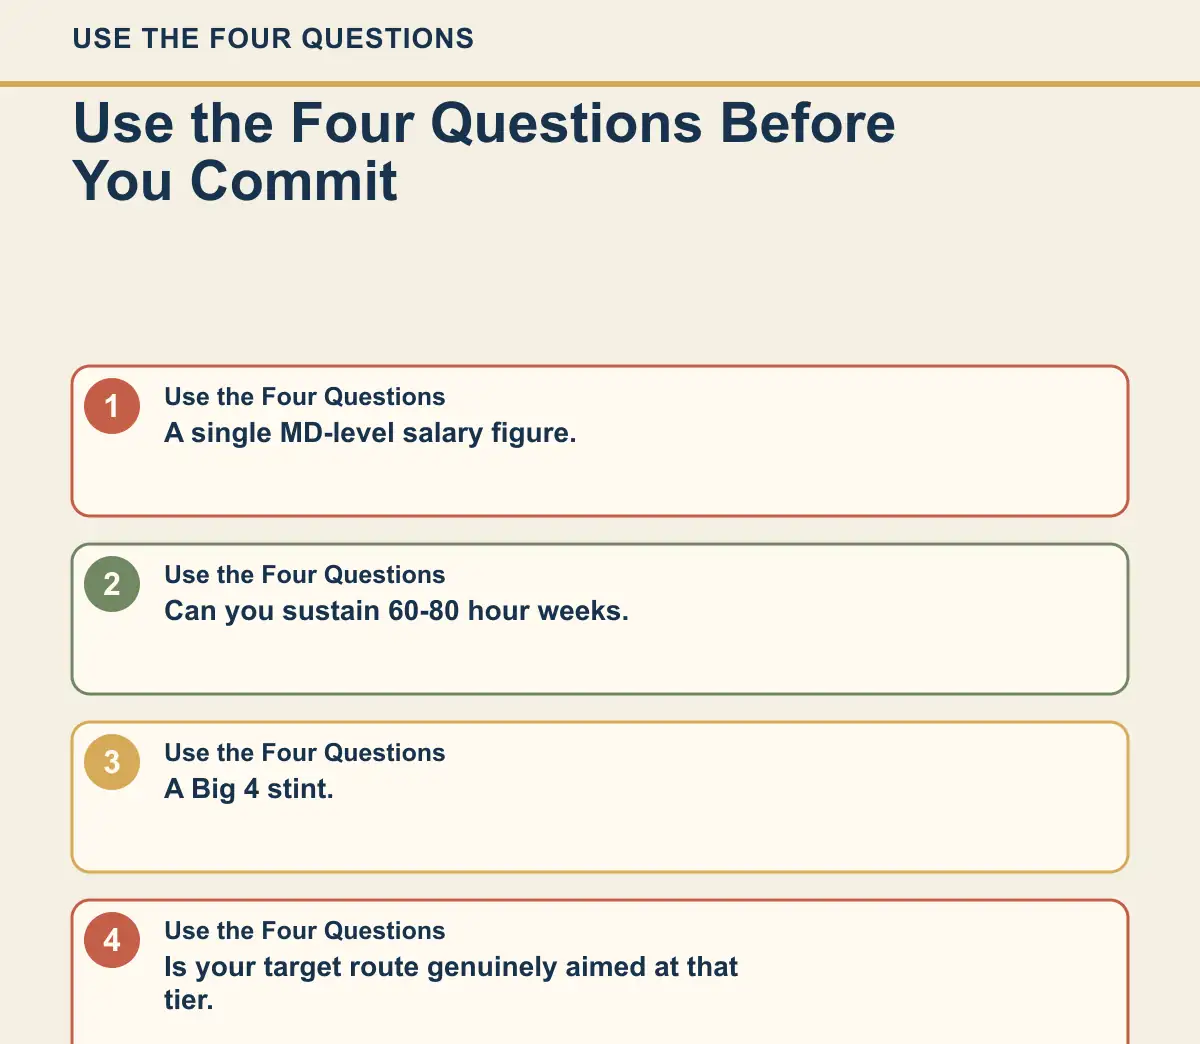 USE THE FOUR QUESTIONS
Use the Four Questions Before
You Commit
1
Use the Four Questions
A single MD-level salary figure.
2
Use the Four Questions
Can you sustain 60-80 hour weeks.
3
Use the Four Questions
A Big 4 stint.
4
Use the Four Questions
Is your target route genuinely aimed at that
tier.